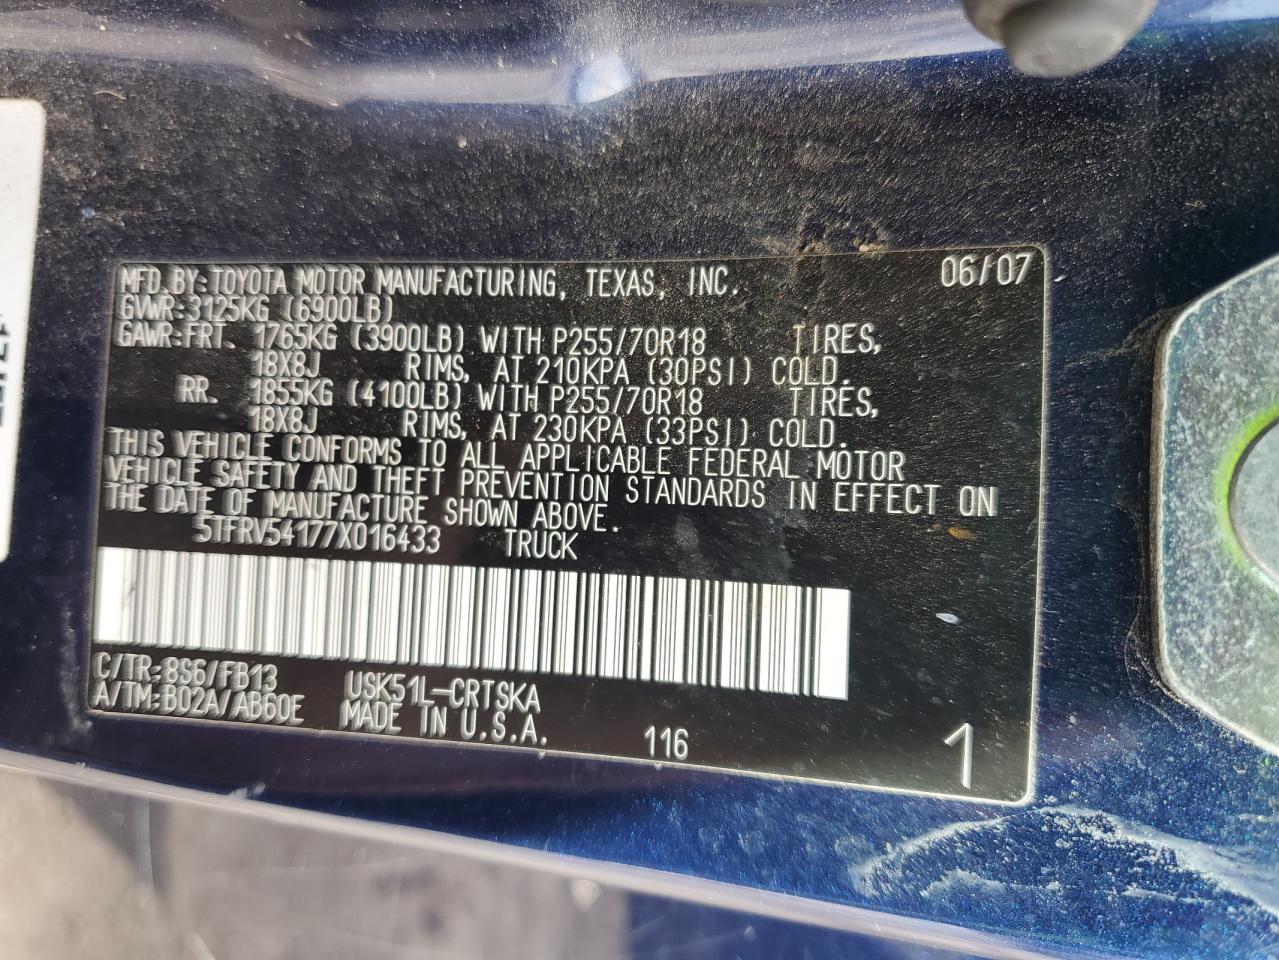 MFD.BY:TOYOTA MOTOR MANUFACTURING, TEXAS, INC. 06/07
GVWR:3125KG (6900LB)
GAWR:FRT. 1765KG (3900LB) WITH P255/70R18 TIRES,
18X8J RIMS, AT 210KPA (30PSI) COLD.
RR. 1855KG (4100LB) WITH P255/70R18 TIRES,
18X8J RIMS, AT 230KPA (33PSI) COLD.
THIS VEHICLE CONFORMS TO ALL APPLICABLE FEDERAL MOTOR
VEHICLE SAFETY AND THEFT PREVENTION STANDARDS IN EFFECT ON
THE DATE OF MANUFACTURE SHOWN ABOVE.
5TFRV54177X016433 TRUCK
C/TR:8S6/FB13 USK51L-CRTSKA
A/TM:B02A/AB60E MADE IN U.S.A. 116 1